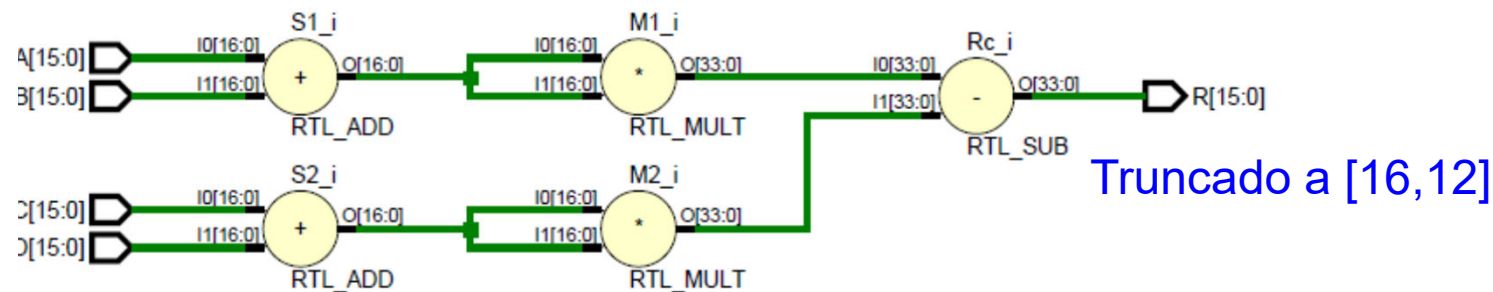 S1_i M1_i
A[15:0] I0[16:0] + O[16:0] I0[16:0] * O[33:0] Rc_i
B[15:0] I1[16:0] I1[16:0] I0[33:0] - O[33:0] R[15:0]
RTL_ADD RTL_MULT I1[33:0]
RTL_SUB
Truncado a [16,12]
S2_i M2_i
C[15:0] I0[16:0] + O[16:0] I0[16:0] * O[33:0]
D[15:0] I1[16:0] I1[16:0]
RTL_ADD RTL_MULT